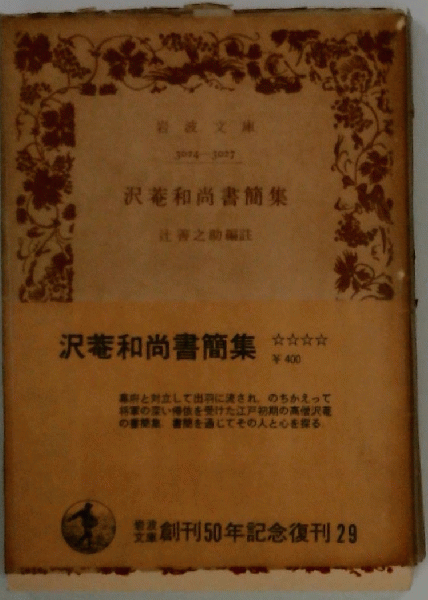 岩波文庫
3024—3027
沢菴和尚書簡集
辻善之助編註
沢菴和尚書簡集 ☆☆☆☆
￥400
幕府と対立して出羽に流され、のちかえって
将軍の深い帰依を受けた江戸初期の高僧沢菴
の書簡集。書簡を通じてその人と心を探る
岩波
文庫 創刊50年記念復刊 29